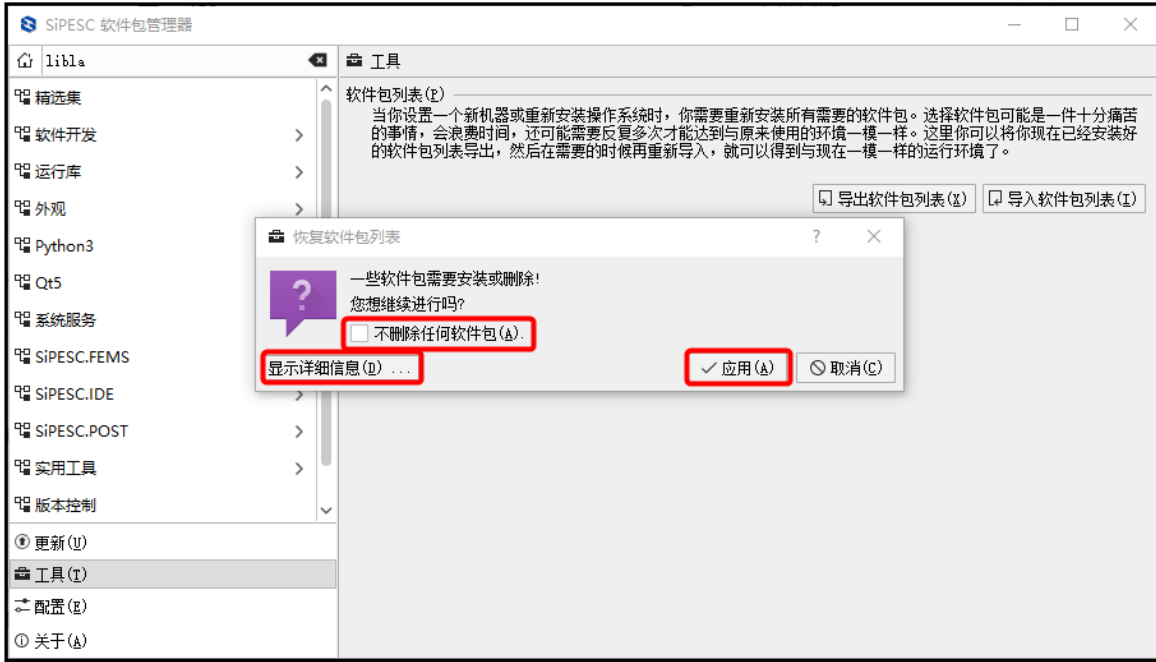 SiPESC 软件包管理器
libla
工具
精选集
软件开发
运行库
外观
Python3
Qt5
系统服务
SiPESC.FEMS
SiPESC.IDE
SiPESC.POST
实用工具
版本控制
更新(U)
工具(T)
配置(E)
关于(A)
软件包列表(P)
当你设置一个新机器或重新安装操作系统时，你需要重新安装所有需要的软件包。选择软件包可能是一件十分痛苦
的事情，会浪费时间，还可能需要反复多次才能达到与原来使用的环境一模一样。这里你可以将你现在已经安装好
的软件包列表导出，然后在需要的时候再重新导入，就可以得到与现在一模一样的运行环境了。
导出软件包列表(X)
导入软件包列表(I)
恢复软件包列表
?
一些软件包需要安装或删除!
您想继续进行吗?
不删除任何软件包(A).
显示详细信息(D) ...
应用(A)
取消(C)